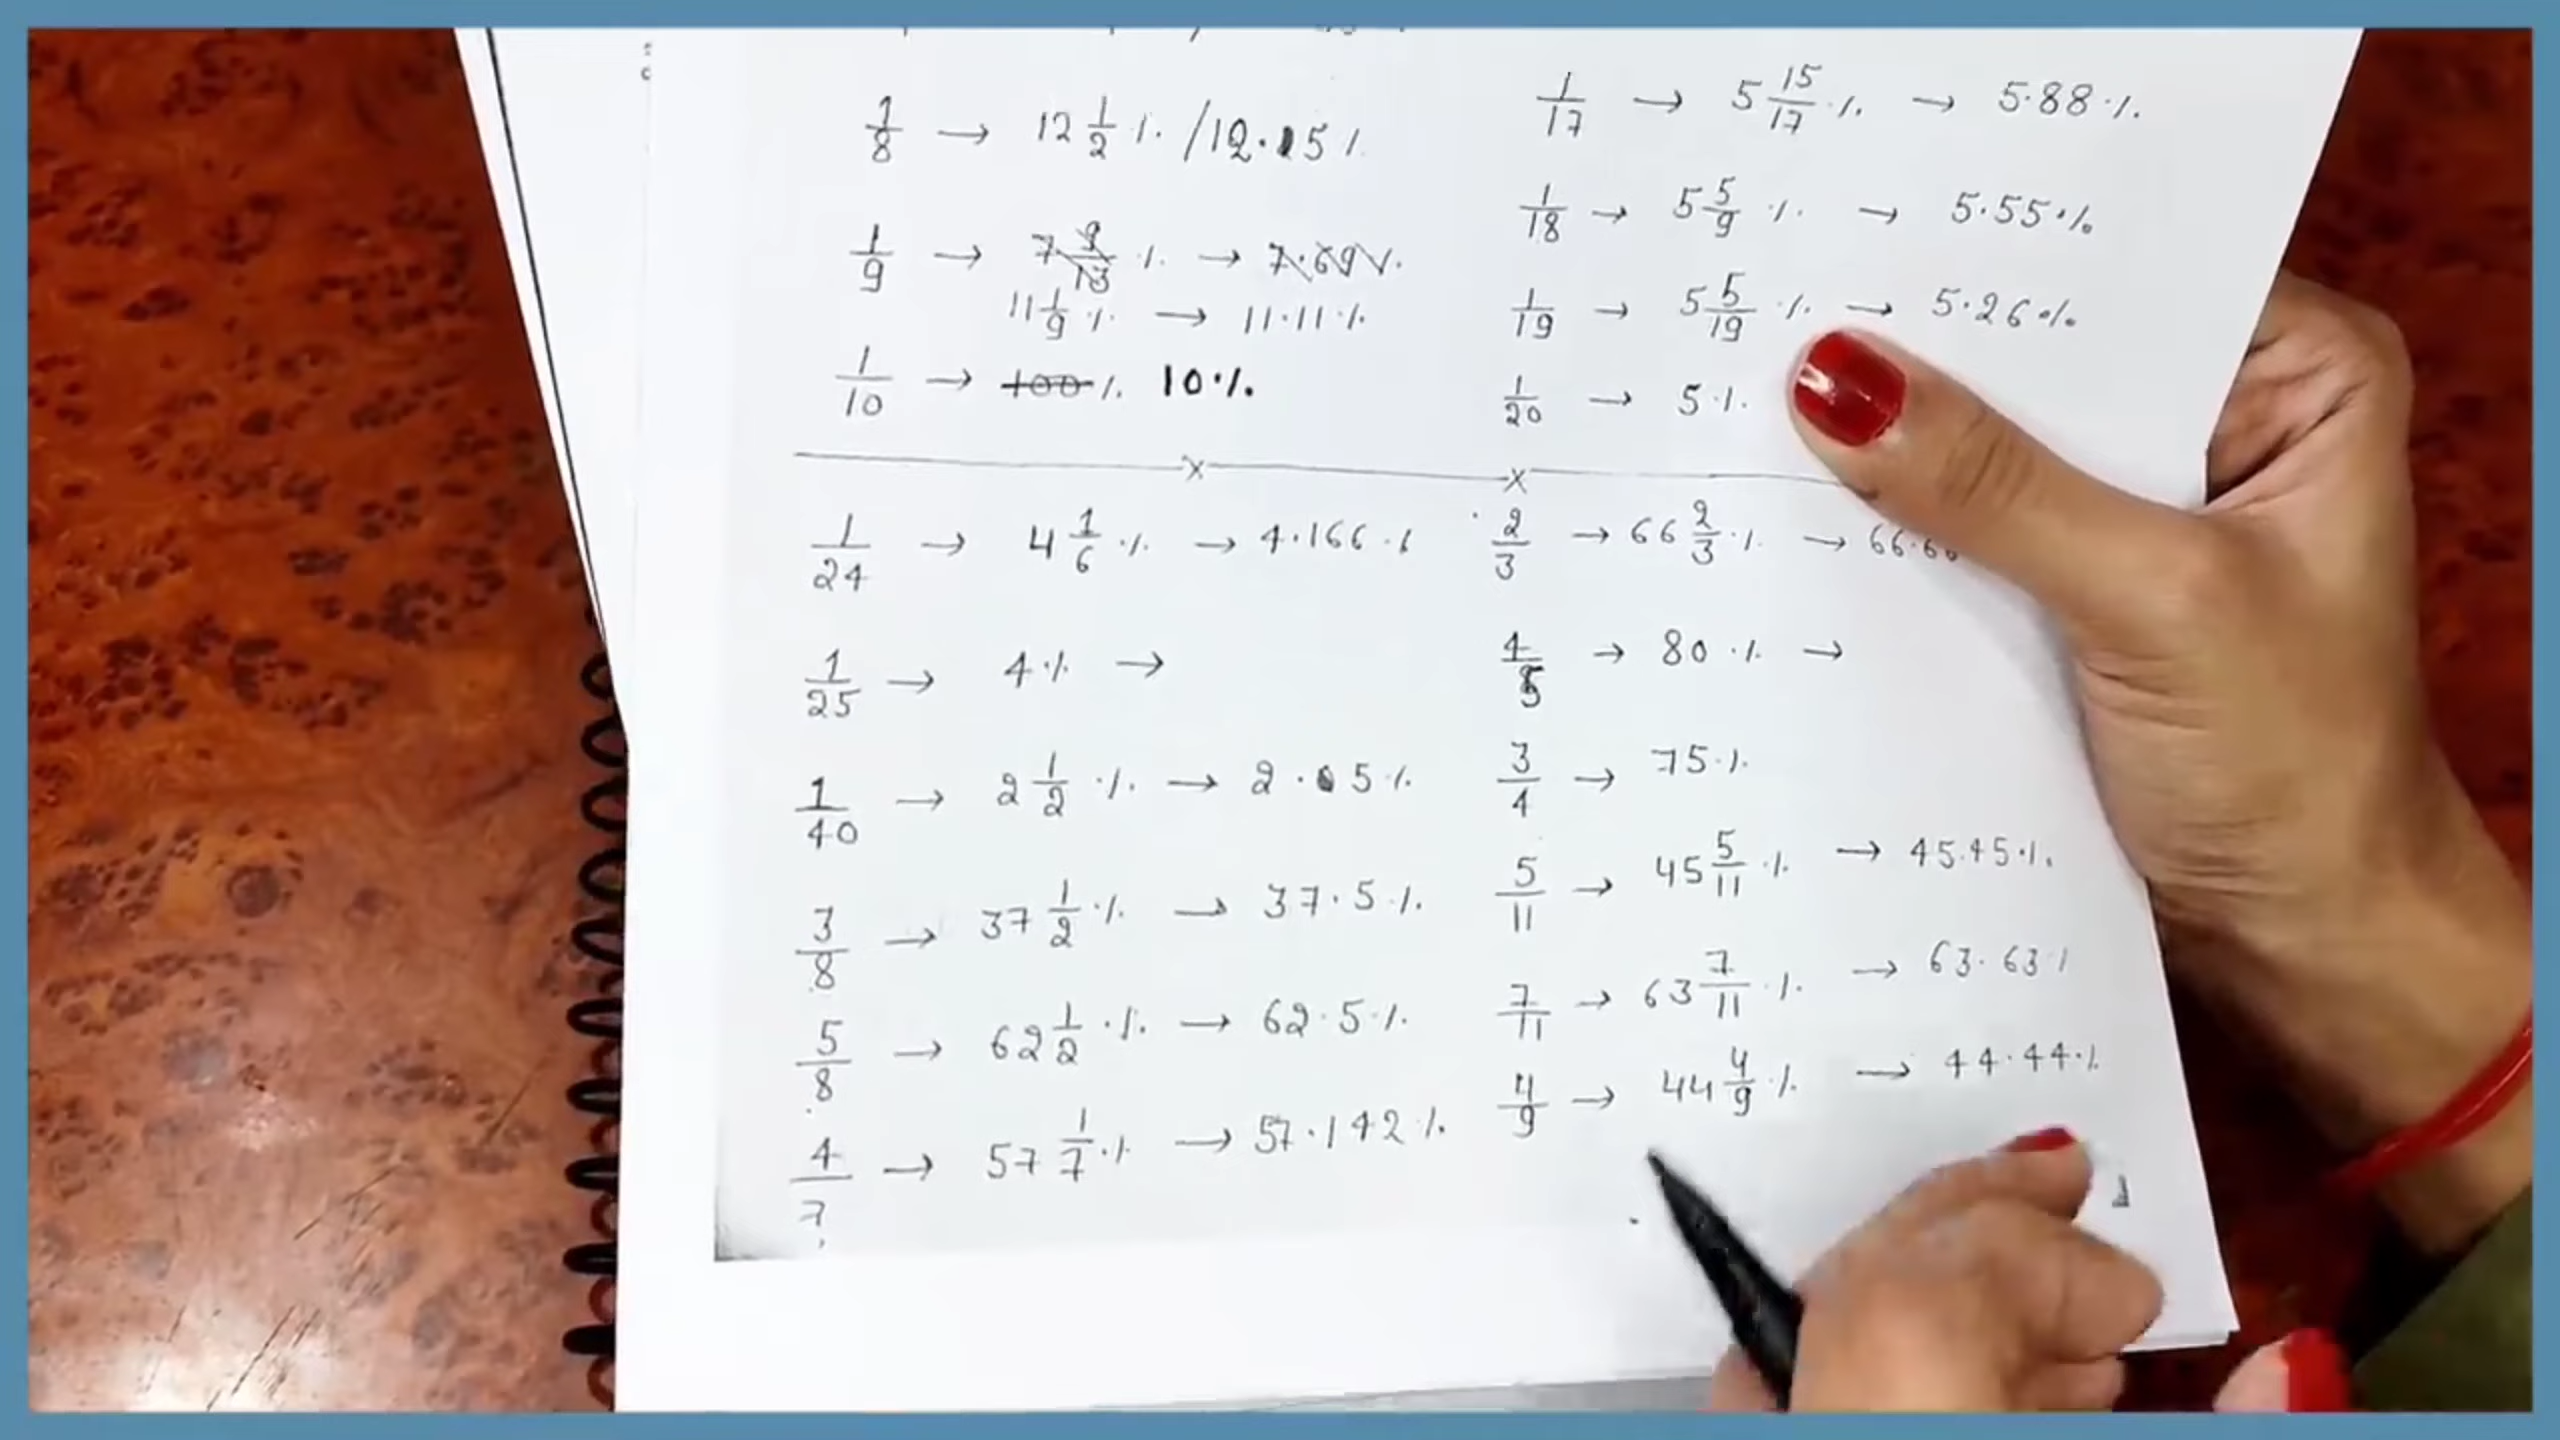 1/8 → 12 1/2 % / 12.15 %
1/9 → 7 9/13 % → 7.69 %
11 1/9 % → 11.11 %
1/10 → 100 % 10 %
1/17 → 5 15/17 % → 5.88 %
1/18 → 5 5/9 % → 5.55 %
1/19 → 5 5/19 % → 5.26 %
1/20 → 5 %
1/24 → 4 1/6 % → 4.166 %
1/25 → 4 % →
1/40 → 2 1/2 % → 2.5 %
3/8 → 37 1/2 % → 37.5 %
5/8 → 62 1/2 % → 62.5 %
4/7 → 57 1/7 % → 57.142 %
2/3 → 66 2/3 % → 66.66
4/5 → 80 % →
3/4 → 75 %
5/11 → 45 5/11 % → 45.45 %
7/11 → 63 7/11 % → 63.63 %
4/9 → 44 4/9 % → 44.44 %